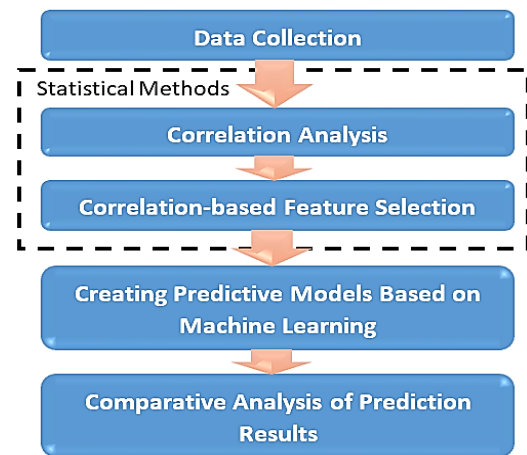 Data Collection
Statistical Methods
Correlation Analysis
Correlation-based Feature Selection
Creating Predictive Models Based on
Machine Learning
Comparative Analysis of Prediction
Results